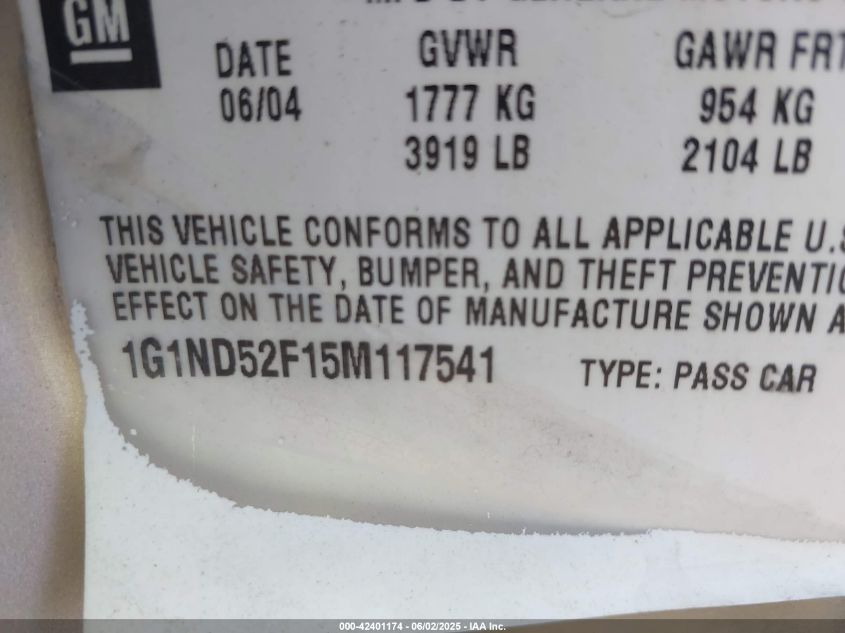 GM
DATE GVWR GAWR FRT
06/04 1777 KG 954 KG
3919 LB 2104 LB
THIS VEHICLE CONFORMS TO ALL APPLICABLE U.S
VEHICLE SAFETY, BUMPER, AND THEFT PREVENTIO
EFFECT ON THE DATE OF MANUFACTURE SHOWN A
1G1ND52F15M117541 TYPE: PASS CAR
000-42401174 - 06/02/2025 - IAA Inc.